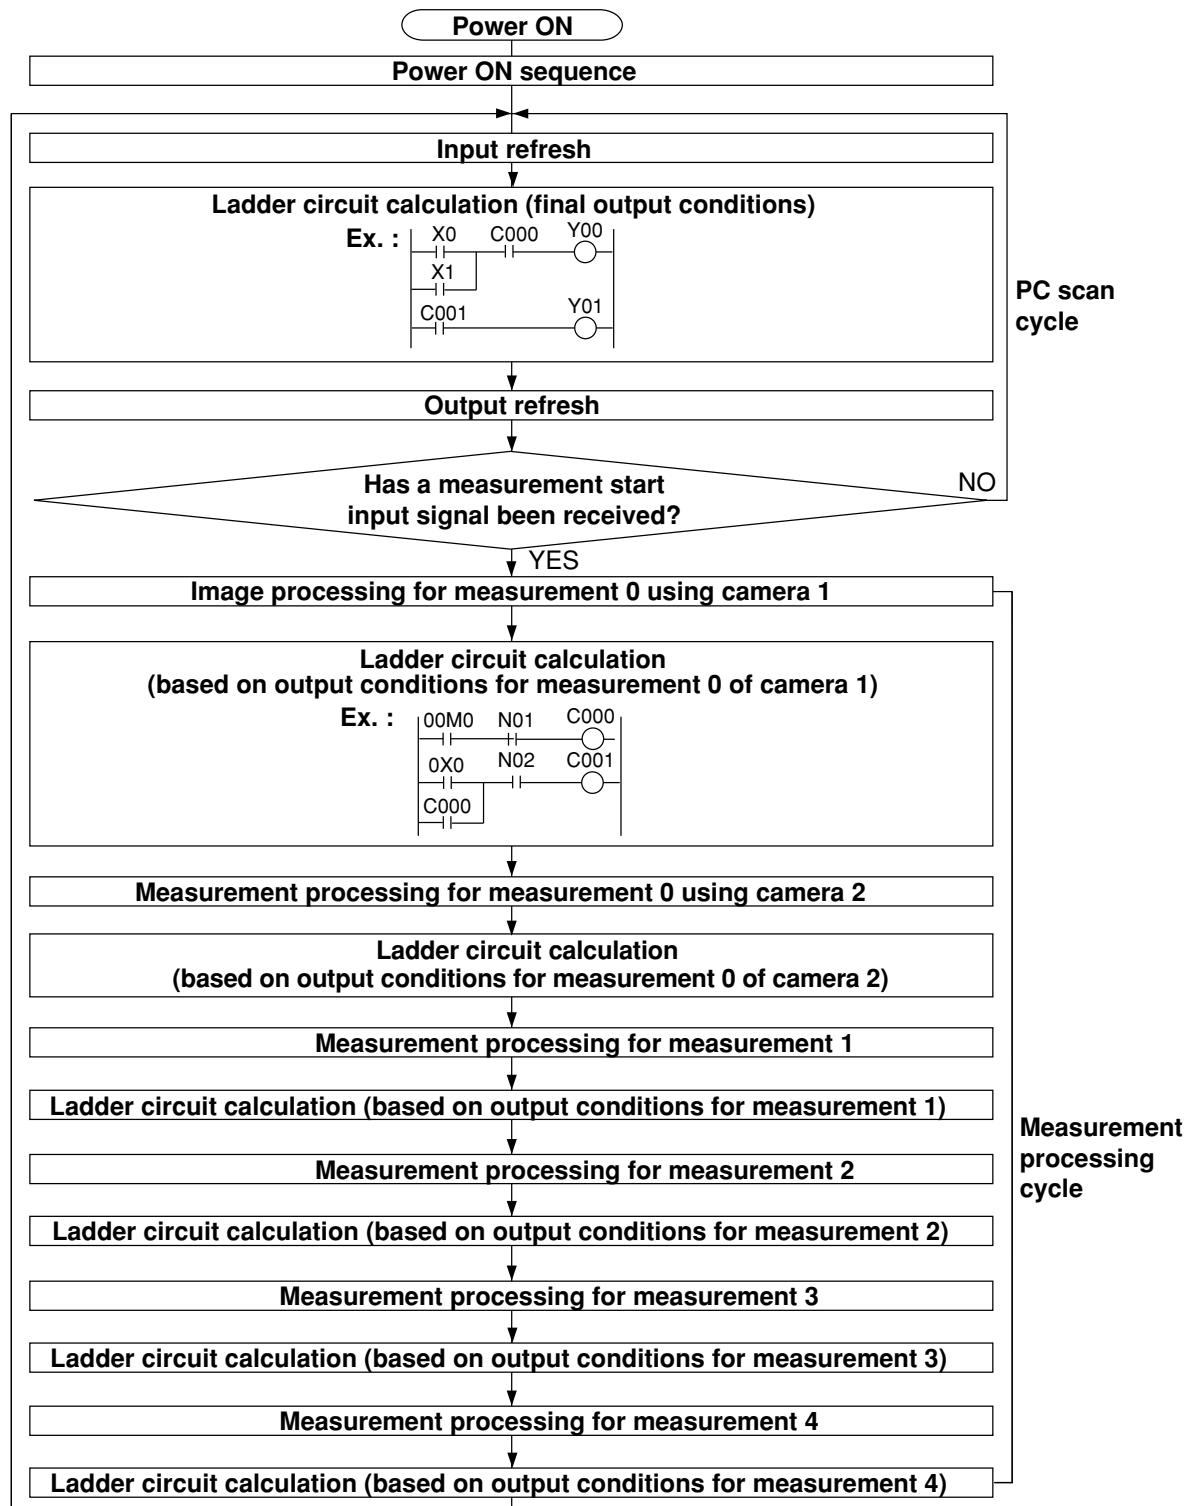 Power ON
Power ON sequence
Input refresh
Ladder circuit calculation (final output conditions)
Ex. :
X0 C000 Y00
X1
C001 Y01
PC scan
cycle
Output refresh
Has a measurement start
input signal been received?
NO
YES
Image processing for measurement 0 using camera 1
Ladder circuit calculation
(based on output conditions for measurement 0 of camera 1)
Ex. :
00M0 N01 C000
0X0 N02 C001
C000
Measurement processing for measurement 0 using camera 2
Ladder circuit calculation
(based on output conditions for measurement 0 of camera 2)
Measurement processing for measurement 1
Ladder circuit calculation (based on output conditions for measurement 1)
Measurement
processing
cycle
Measurement processing for measurement 2
Ladder circuit calculation (based on output conditions for measurement 2)
Measurement processing for measurement 3
Ladder circuit calculation (based on output conditions for measurement 3)
Measurement processing for measurement 4
Ladder circuit calculation (based on output conditions for measurement 4)